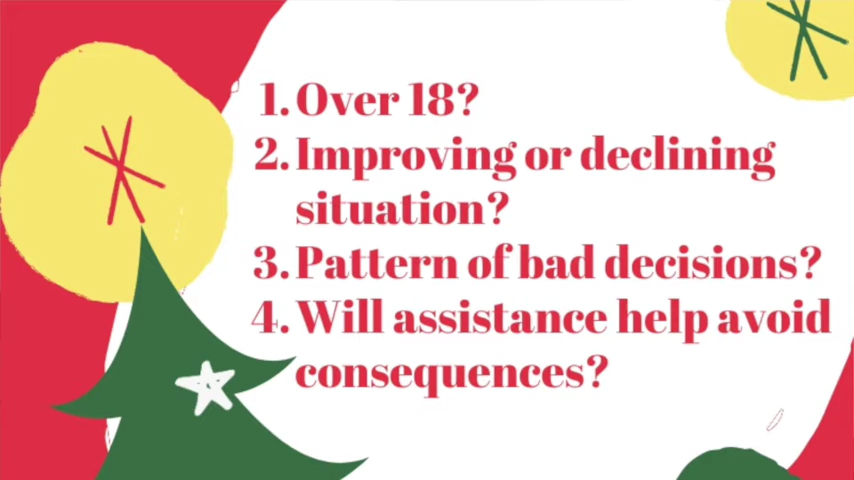 1. Over 18?
2. Improving or declining
situation?
3. Pattern of bad decisions?
4. Will assistance help avoid
consequences?